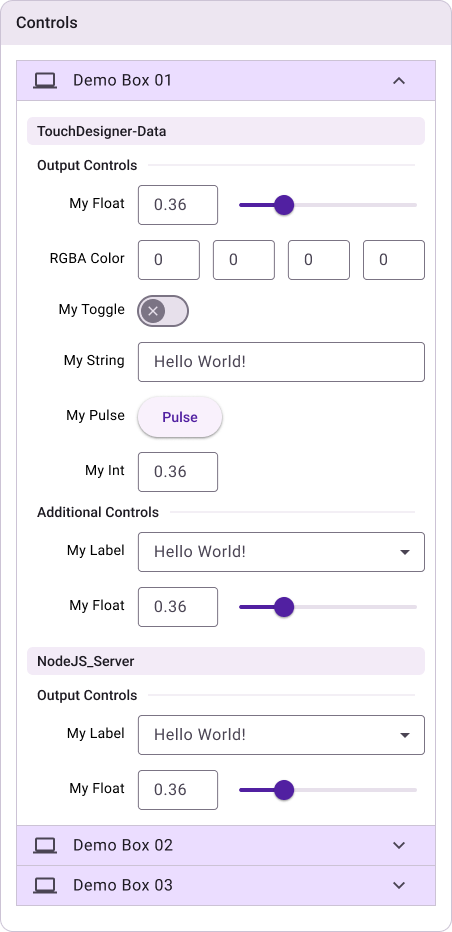 Controls
Demo Box 01
TouchDesigner-Data
Output Controls
My Float 0.36
RGBA Color 0 0 0 0
My Toggle
My String Hello World!
My Pulse Pulse
My Int 0.36
Additional Controls
My Label Hello World!
My Float 0.36
NodeJS_Server
Output Controls
My Label Hello World!
My Float 0.36
Demo Box 02
Demo Box 03